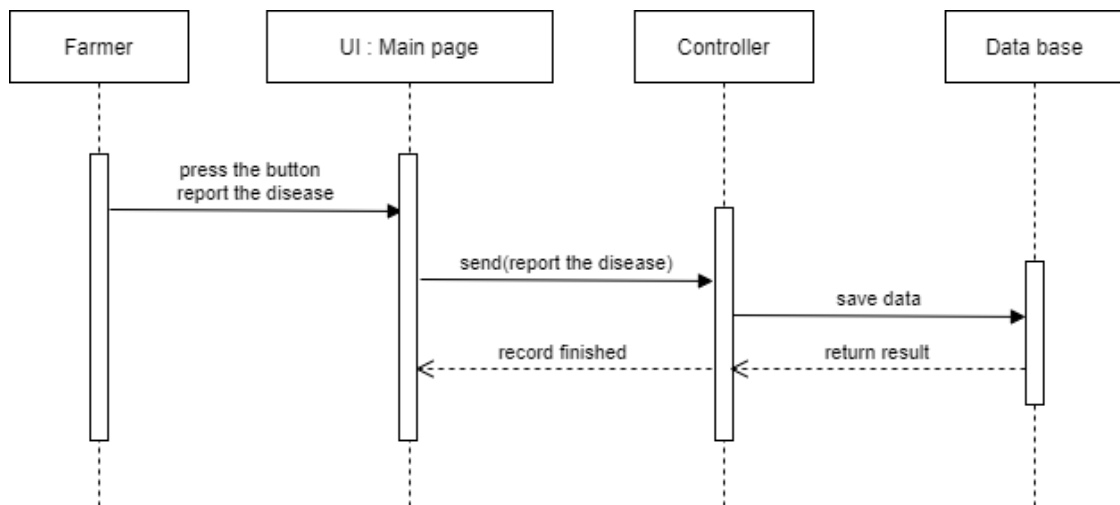 Farmer
UI : Main page
Controller
Data base
press the button
report the disease
send(report the disease)
save data
record finished
return result